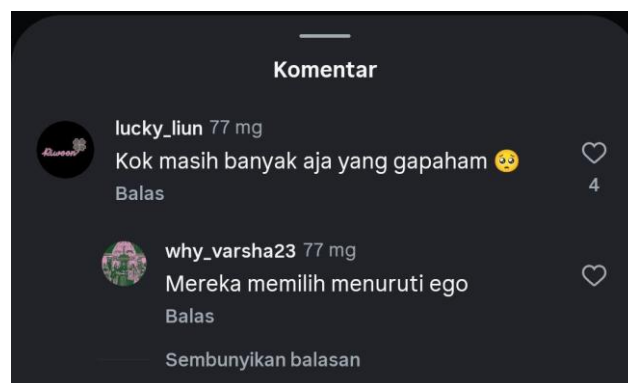 Komentar
lucky_liun 77 mg
Kok masih banyak aja yang gapaham 🥺
4
Balas
why_varsha23 77 mg
Mereka memilih menuruti ego
Balas
Sembunyikan balasan